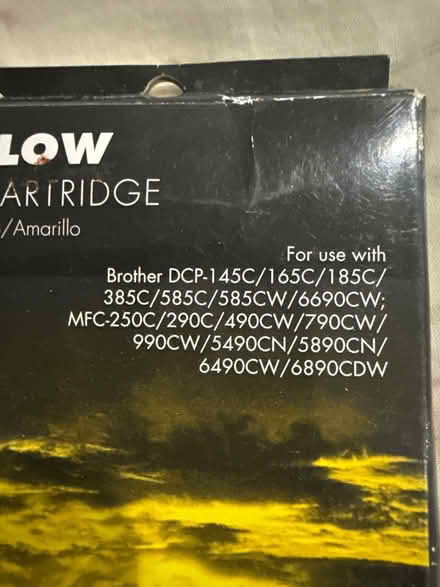 LOW
ARTRIDGE
/Amarillo
For use with
Brother DCP-145C/165C/185C/
385C/585C/585CW/6690CW;
MFC-250C/290C/490CW/790CW/
990CW/5490CN/5890CN/
6490CW/6890CDW